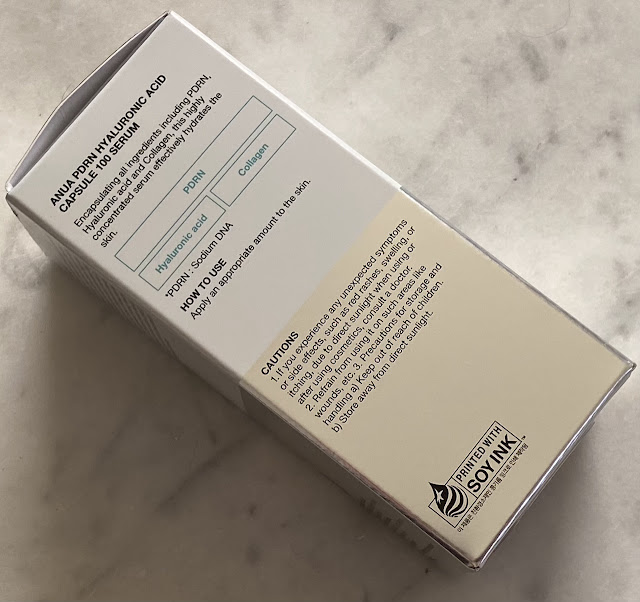 ANUA PDRN HYALURONIC ACID
CAPSULE 100 SERUM
Encapsulating all ingredients including PDRN,
Hyaluronic acid and Collagen, this highly
concentrated serum effectively hydrates the
skin.
PDRN
Hyaluronic acid
Collagen
*PDRN : Sodium DNA
HOW TO USE
Apply an appropriate amount to the skin.
CAUTIONS
1. If you experience any unexpected symptoms
or side effects, such as red rashes, swelling, or
itching, due to direct sunlight when using or
after using cosmetics, consult a doctor.
2. Refrain from using it on such areas like
wounds, etc. 3. Precautions for storage and
handling a) Keep out of reach of children.
b) Store away from direct sunlight.
PRINTED WITH
SOY INK™